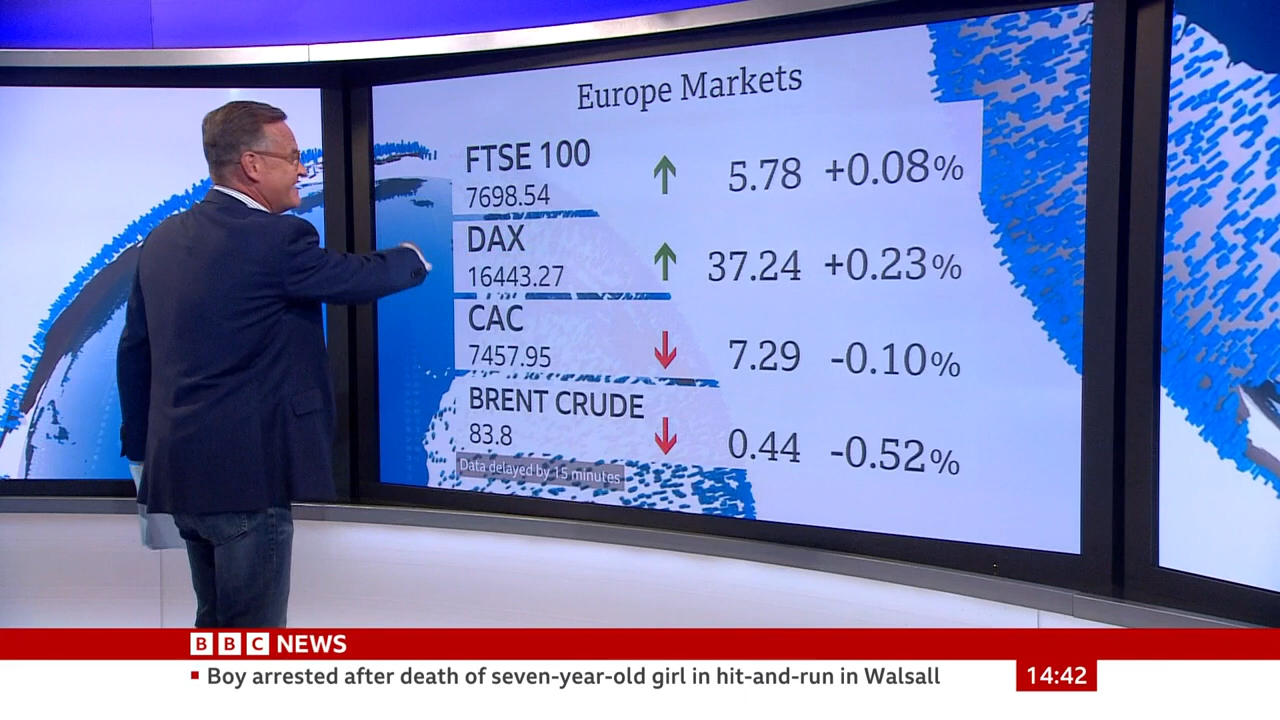 Europe Markets
FTSE 100
7698.54
5.78 +0.08%
DAX
16443.27
37.24 +0.23%
CAC
7457.95
7.29 -0.10%
BRENT CRUDE
83.8
0.44 -0.52%
Data delayed by 15 minutes
BBC NEWS
Boy arrested after death of seven-year-old girl in hit-and-run in Walsall
14:42